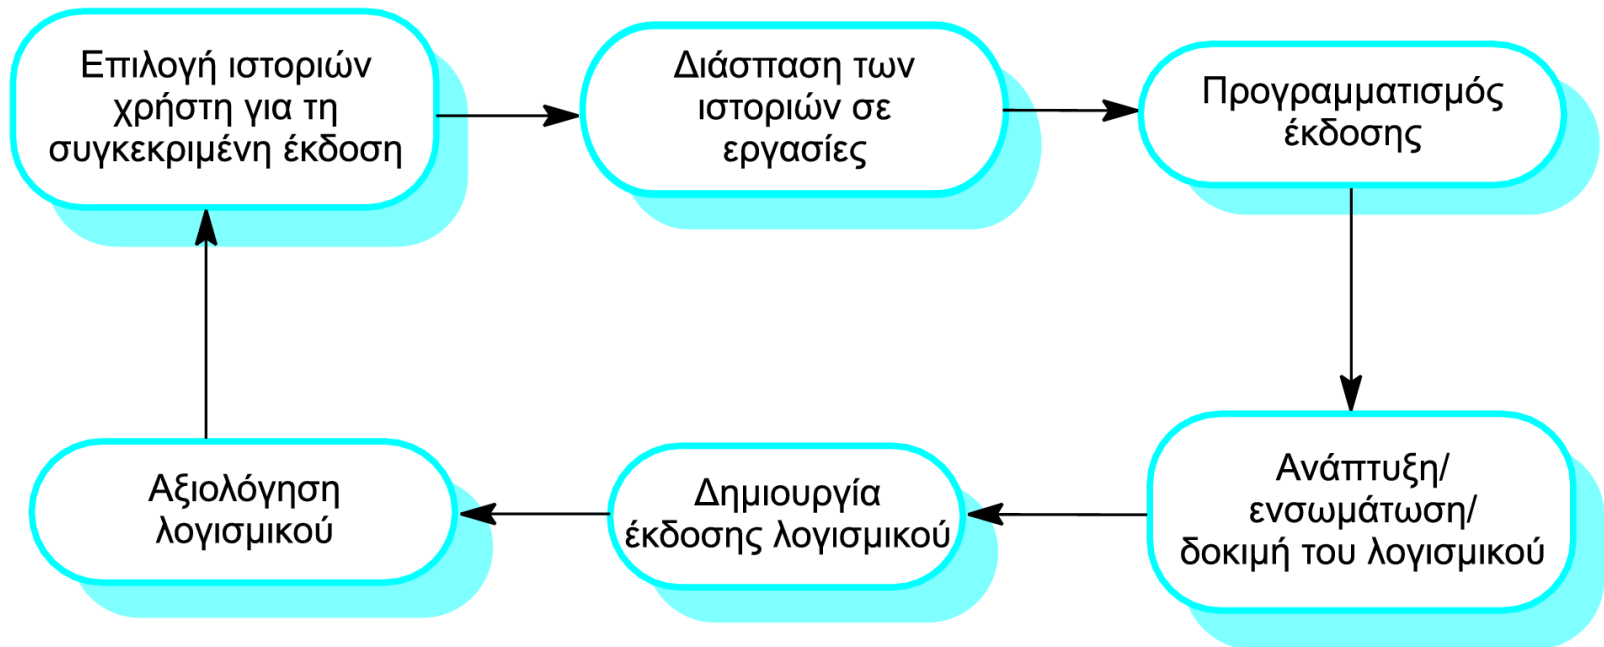 Επιλογή ιστοριών
χρήστη για τη
συγκεκριμένη έκδοση
Διάσπαση των
ιστοριών σε
εργασίες
Προγραμματισμός
έκδοσης
Ανάπτυξη/
ενσωμάτωση/
δοκιμή του λογισμικού
Δημιουργία
έκδοσης λογισμικού
Αξιολόγηση
λογισμικού